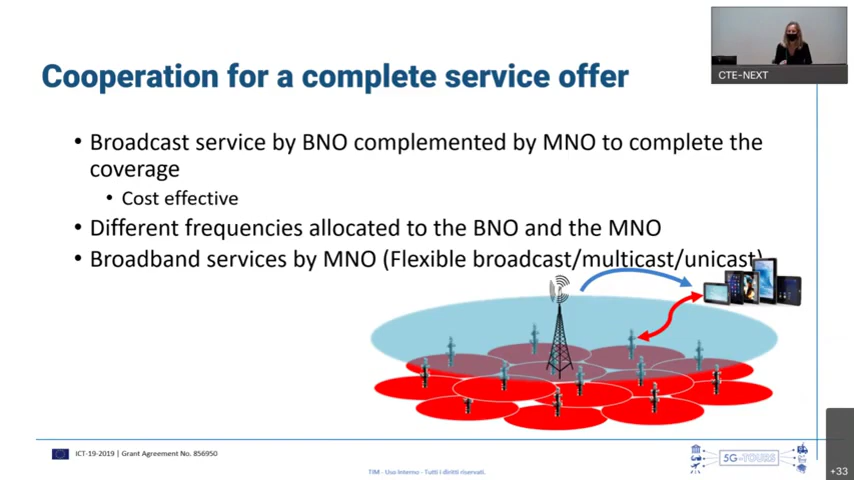 CTE-NEXT
Cooperation for a complete service offer
• Broadcast service by BNO complemented by MNO to complete the
coverage
• Cost effective
• Different frequencies allocated to the BNO and the MNO
• Broadband services by MNO (Flexible broadcast/multicast/unicast)
ICT-19-2019 | Grant Agreement No. 856950
TIM - Uso Interno - Tutti i diritti riservati.
5G-TOURS
+33